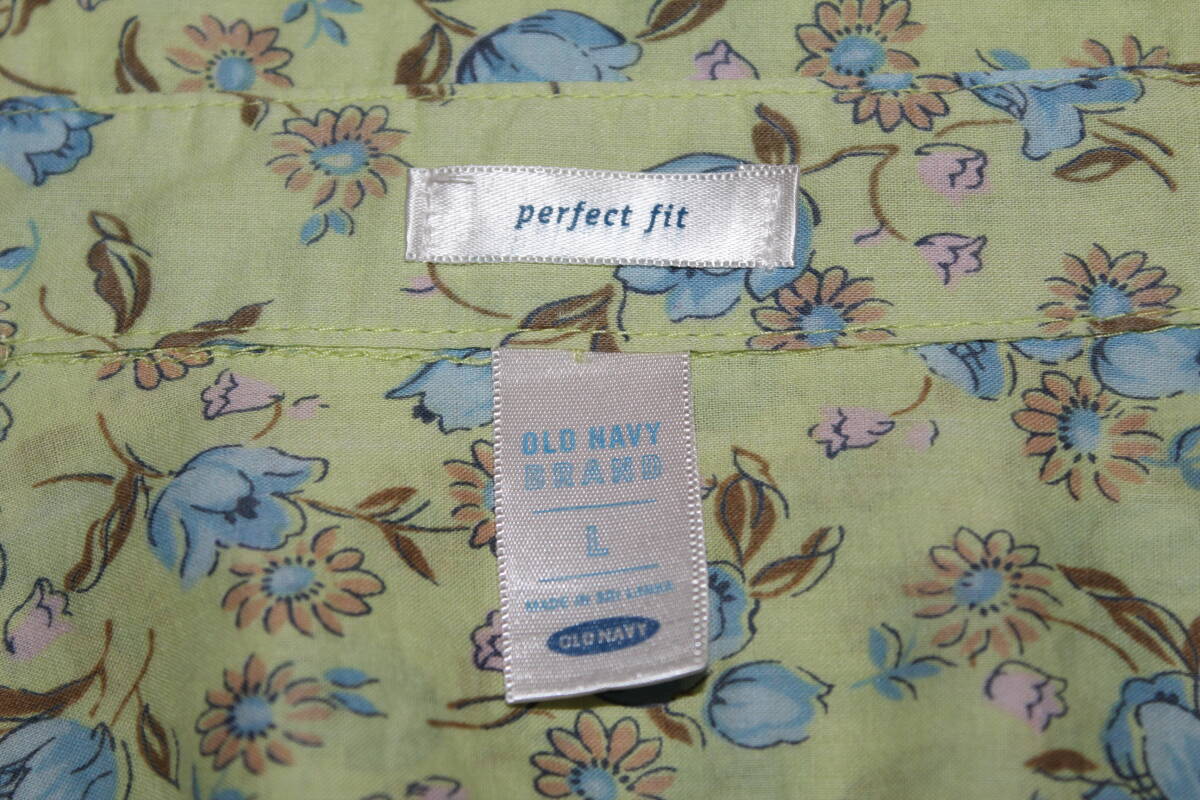 perfect fit
OLD NAVY
BRAND
L
MADE IN SRI LANKA
OLD NAVY